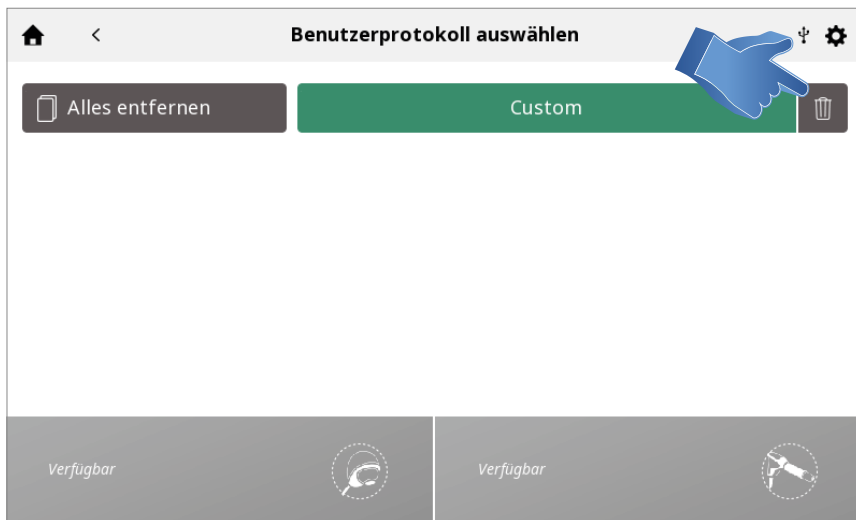 Benutzerprotokoll auswählen
Alles entfernen
Custom
Verfügbar
Verfügbar